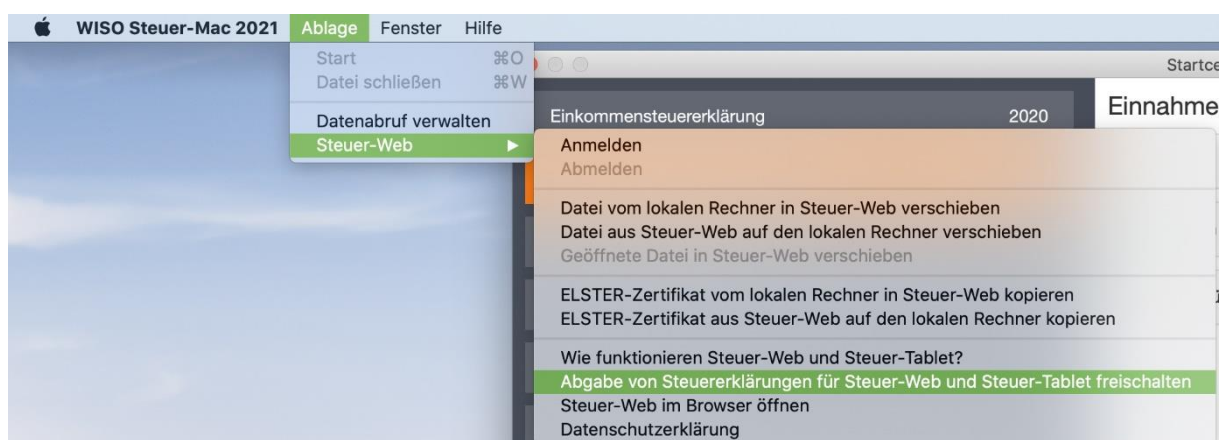 WISO Steuer-Mac 2021 Ablage Fenster Hilfe
Start ⌘O
Datei schließen ⌘W
Datenabruf verwalten
Steuer-Web ▶
Einkommensteuererklärung 2020
Anmelden
Abmelden
Datei vom lokalen Rechner in Steuer-Web verschieben
Datei aus Steuer-Web auf den lokalen Rechner verschieben
Geöffnete Datei in Steuer-Web verschieben
ELSTER-Zertifikat vom lokalen Rechner in Steuer-Web kopieren
ELSTER-Zertifikat aus Steuer-Web auf den lokalen Rechner kopieren
Wie funktionieren Steuer-Web und Steuer-Tablet?
Abgabe von Steuererklärungen für Steuer-Web und Steuer-Tablet freischalten
Steuer-Web im Browser öffnen
Datenschutzerklärung
Startce
Einnahme